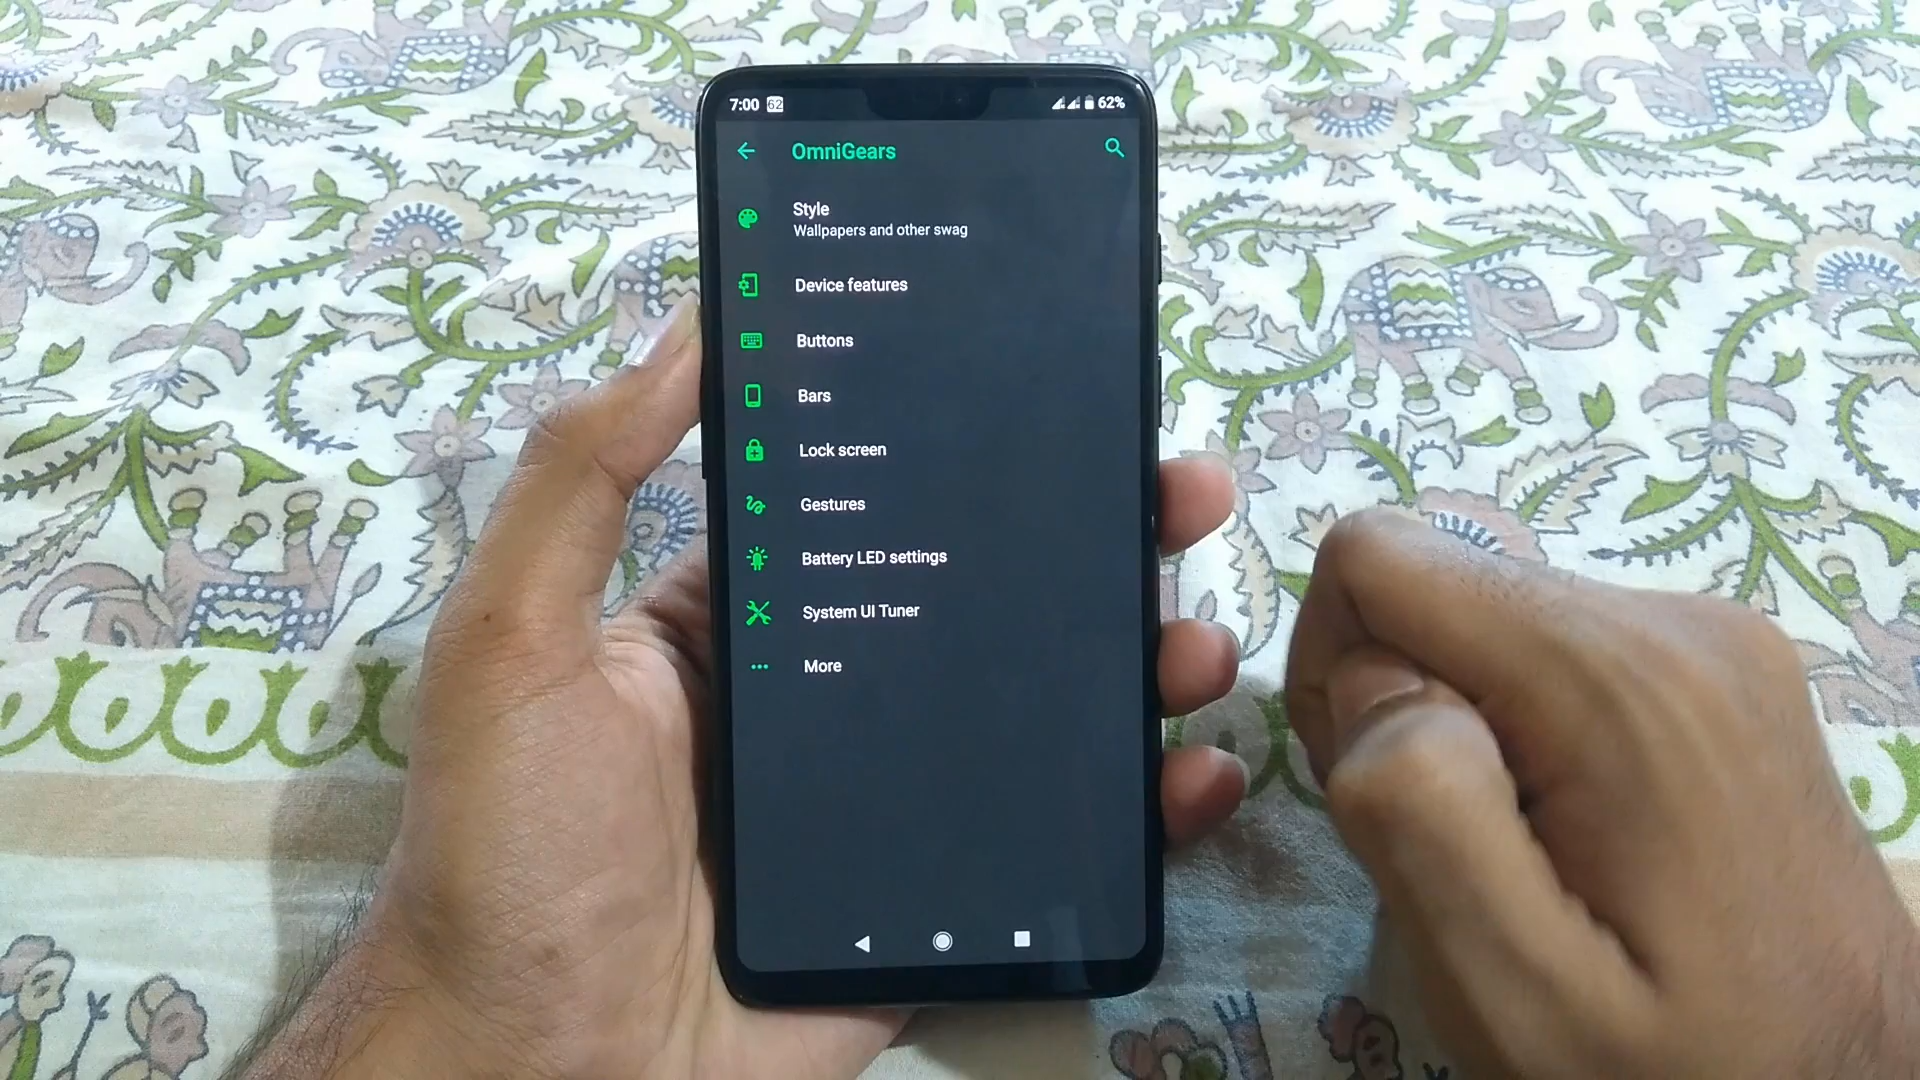 7:00 62 62%
OmniGears
Style
Wallpapers and other swag
Device features
Buttons
Bars
Lock screen
Gestures
Battery LED settings
System UI Tuner
More